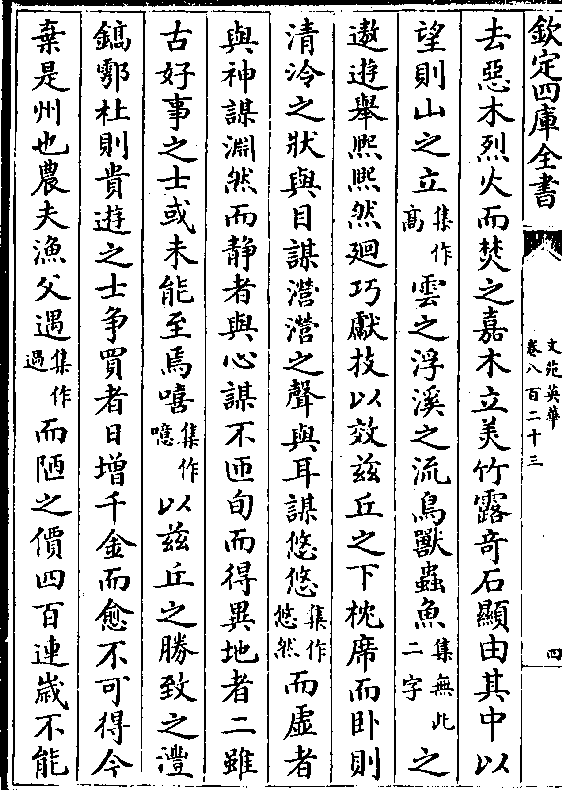 欽定四庫全書
文苑英華
卷八百二十三
四
去惡木烈火而焚之嘉木立美竹露竒石顯由其中以
望則山之立集作高雲之浮溪之流鳥獸蟲魚集無此二字之
遨遊舉熈熈然廻巧獻技以效兹丘之下枕席而卧則
清泠之狀與目謀瀯瀯之聲與耳謀悠悠集作悠然而虚者
與神謀淵然而静者與心謀不匝旬而得異地者二雖
古好事之士或未能至焉嘻集作噫以兹丘之勝致之澧
鎬鄠杜則貴遊之士争買者日增千金而愈不可得今
棄是州也農夫漁父遇集作過而陋之價四百連嵗不能